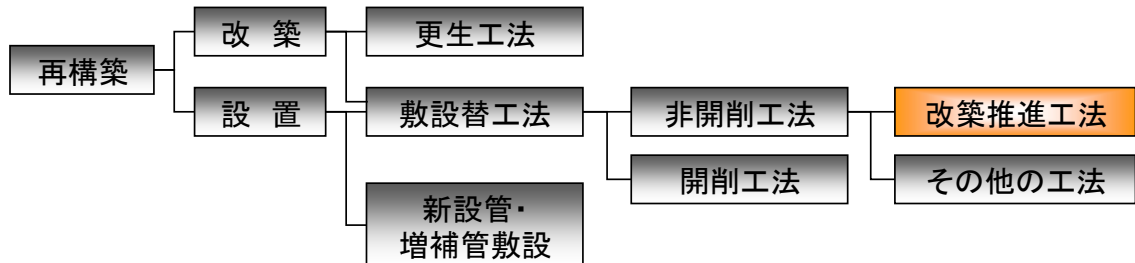 改 築
更生工法
再構築
設 置
敷設替工法
非開削工法
改築推進工法
開削工法
その他の工法
新設管・
増補管敷設